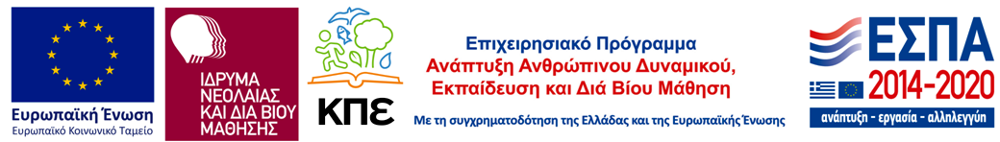 Ευρωπαϊκή Ένωση
Ευρωπαϊκό Κοινωνικό Ταμείο
ΙΔΡΥΜΑ
ΝΕΟΛΑΙΑΣ
ΚΑΙ ΔΙΑ ΒΙΟΥ
ΜΑΘΗΣΗΣ
ΚΠε
Επιχειρησιακό Πρόγραμμα
Ανάπτυξη Ανθρώπινου Δυναμικού,
Εκπαίδευση και Διά Βίου Μάθηση
Με τη συγχρηματοδότηση της Ελλάδας και της Ευρωπαϊκής Ένωσης
ΕΣΠΑ
2014-2020
ανάπτυξη - εργασία - αλληλεγγύη